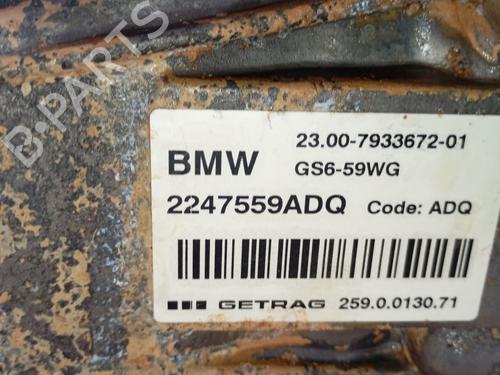 B-PARTS
23.00-7933672-01
BMW GS6-59WG
2247559ADQ Code: ADQ
GETRAG 259.0.0130.71